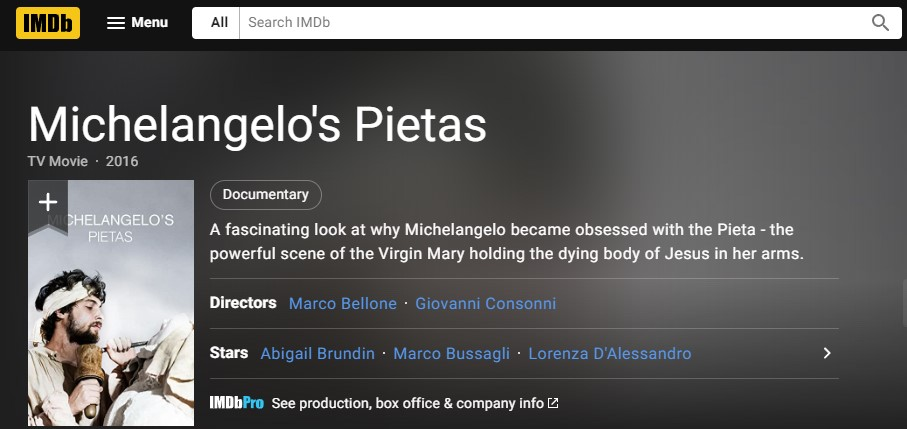 IMDb
Menu
All
Search IMDb
Michelangelo's Pietas
TV Movie · 2016
MICHELANGELO'S
PIETAS
Documentary
A fascinating look at why Michelangelo became obsessed with the Pieta - the
powerful scene of the Virgin Mary holding the dying body of Jesus in her arms.
Directors Marco Bellone · Giovanni Consonni
Stars Abigail Brundin · Marco Bussagli · Lorenza D'Alessandro
IMDbPro See production, box office & company info